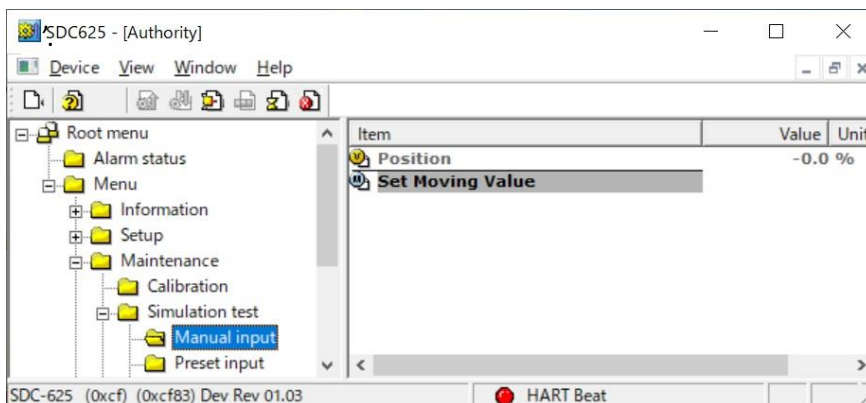 SDC625 - [Authority]
Device View Window Help
Root menu
Alarm status
Menu
Information
Setup
Maintenance
Calibration
Simulation test
Manual input
Preset input
Item Value Unit
Position -0.0 %
Set Moving Value
SDC-625 (0xcf) (0xcf83) Dev Rev 01.03 HART Beat